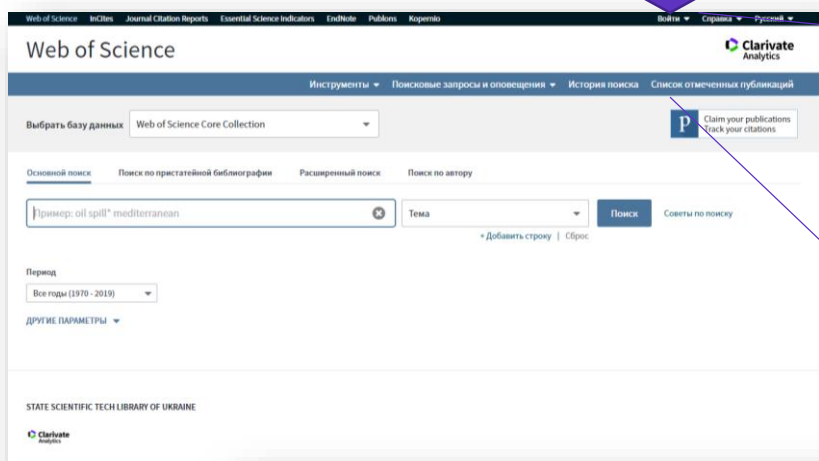 Web of Science InCites Journal Citation Reports Essential Science Indicators EndNote Publons Kopernio Войти Справка Русский
Web of Science
Clarivate
Analytics
Инструменты Поисковые запросы и оповещения История поиска Список отмеченных публикаций
Выбрать базу данных Web of Science Core Collection
p Claim your publications
Track your citations
Основной поиск Поиск по пристатейной библиографии Расширенный поиск Поиск по автору
Пример: oil spill* mediterranean Тема Поиск Советы по поиску
+ Добавить строку | Сброс
Период
Все годы (1970 - 2019)
ДРУГИЕ ПАРАМЕТРЫ
STATE SCIENTIFIC TECH LIBRARY OF UKRAINE
Clarivate
Analytics